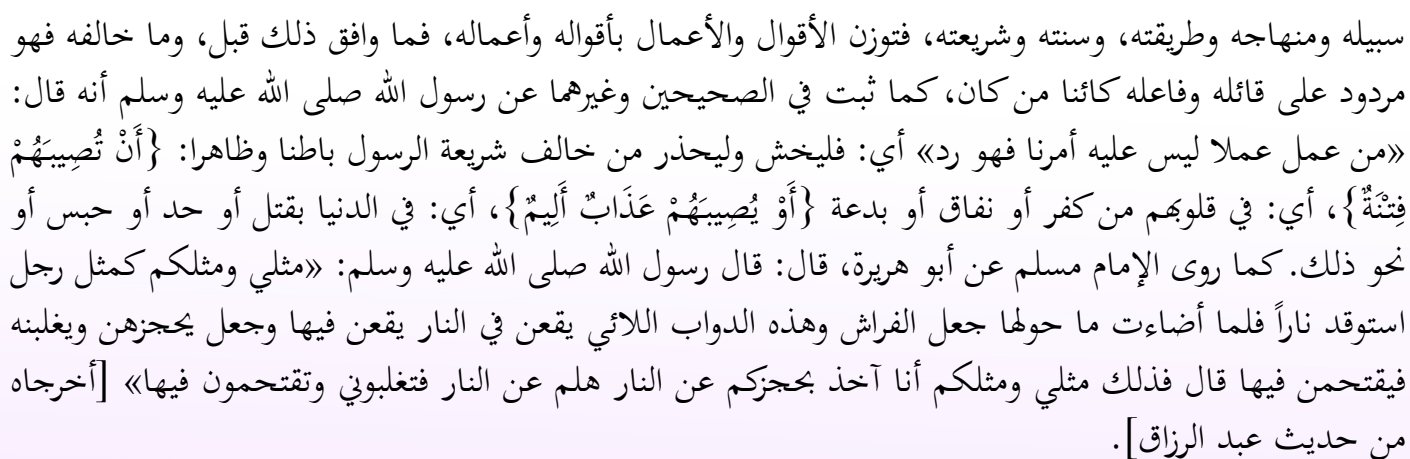 سبيله ومنهاجه وطريقته، وسنته وشريعته، فتوزن الأقوال والأعمال بأقواله وأعماله، فما وافق ذلك قبل، وما خالفه فهو
مردود على قائله وفاعله كائنا من كان، كما ثبت في الصحيحين وغيرهما عن رسول الله صلى الله عليه وسلم أنه قال:
«من عمل عملا ليس عليه أمرنا فهو رد» أي: فليخش وليحذر من خالف شريعة الرسول باطنا وظاهرا: {أَنْ تُصِيبَهُمْ
فِتْنَةٌ}، أي: في قلوبهم من كفر أو نفاق أو بدعة {أَوْ يُصِيبَهُمْ عَذَابٌ أَلِيمٌ}، أي: في الدنيا بقتل أو حد أو حبس أو
نحو ذلك. كما روى الإمام مسلم عن أبو هريرة، قال: قال رسول الله صلى الله عليه وسلم: «مثلي ومثلكم كمثل رجل
استوقد ناراً فلما أضاءت ما حولها جعل الفراش وهذه الدواب اللائي يقعن في النار يقعن فيها وجعل يحجزهن ويغلبنه
فيقتحمن فيها قال فذلك مثلي ومثلكم أنا آخذ بحجزكم عن النار هلم عن النار فتغلبوني وتقتحمون فيها» [أخرجاه
من حديث عبد الرزاق].